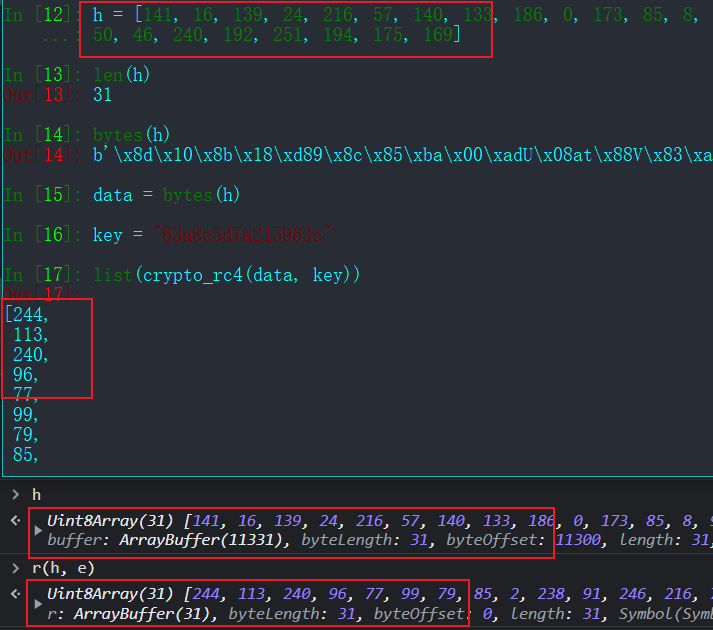 In [12]: h = [141, 16, 139, 24, 216, 57, 140, 133, 186, 0, 173, 85, 8,
...: 50, 46, 240, 192, 251, 194, 175, 169]
In [13]: len(h)
Out[13]: 31
In [14]: bytes(h)
Out[14]: b'\x8d\x10\x8b\x18\xd89\x8c\x85\xba\x00\xadU\x08at\x88V\x83\xa
In [15]: data = bytes(h)
In [16]: key =
In [17]: list(crypto_rc4(data, key))
Out[17]:
[244,
113,
240,
96,
77,
99,
79,
85,
> h
Uint8Array(31) [141, 16, 139, 24, 216, 57, 140, 133, 186, 0, 173, 85, 8,
buffer: ArrayBuffer(11331), byteLength: 31, byteOffset: 11300, length: 31,
> r(h, e)
Uint8Array(31) [244, 113, 240, 96, 77, 99, 79, 85, 2, 238, 91, 246, 216,
r: ArrayBuffer(31), byteLength: 31, byteOffset: 0, length: 31, Symbol(Sym